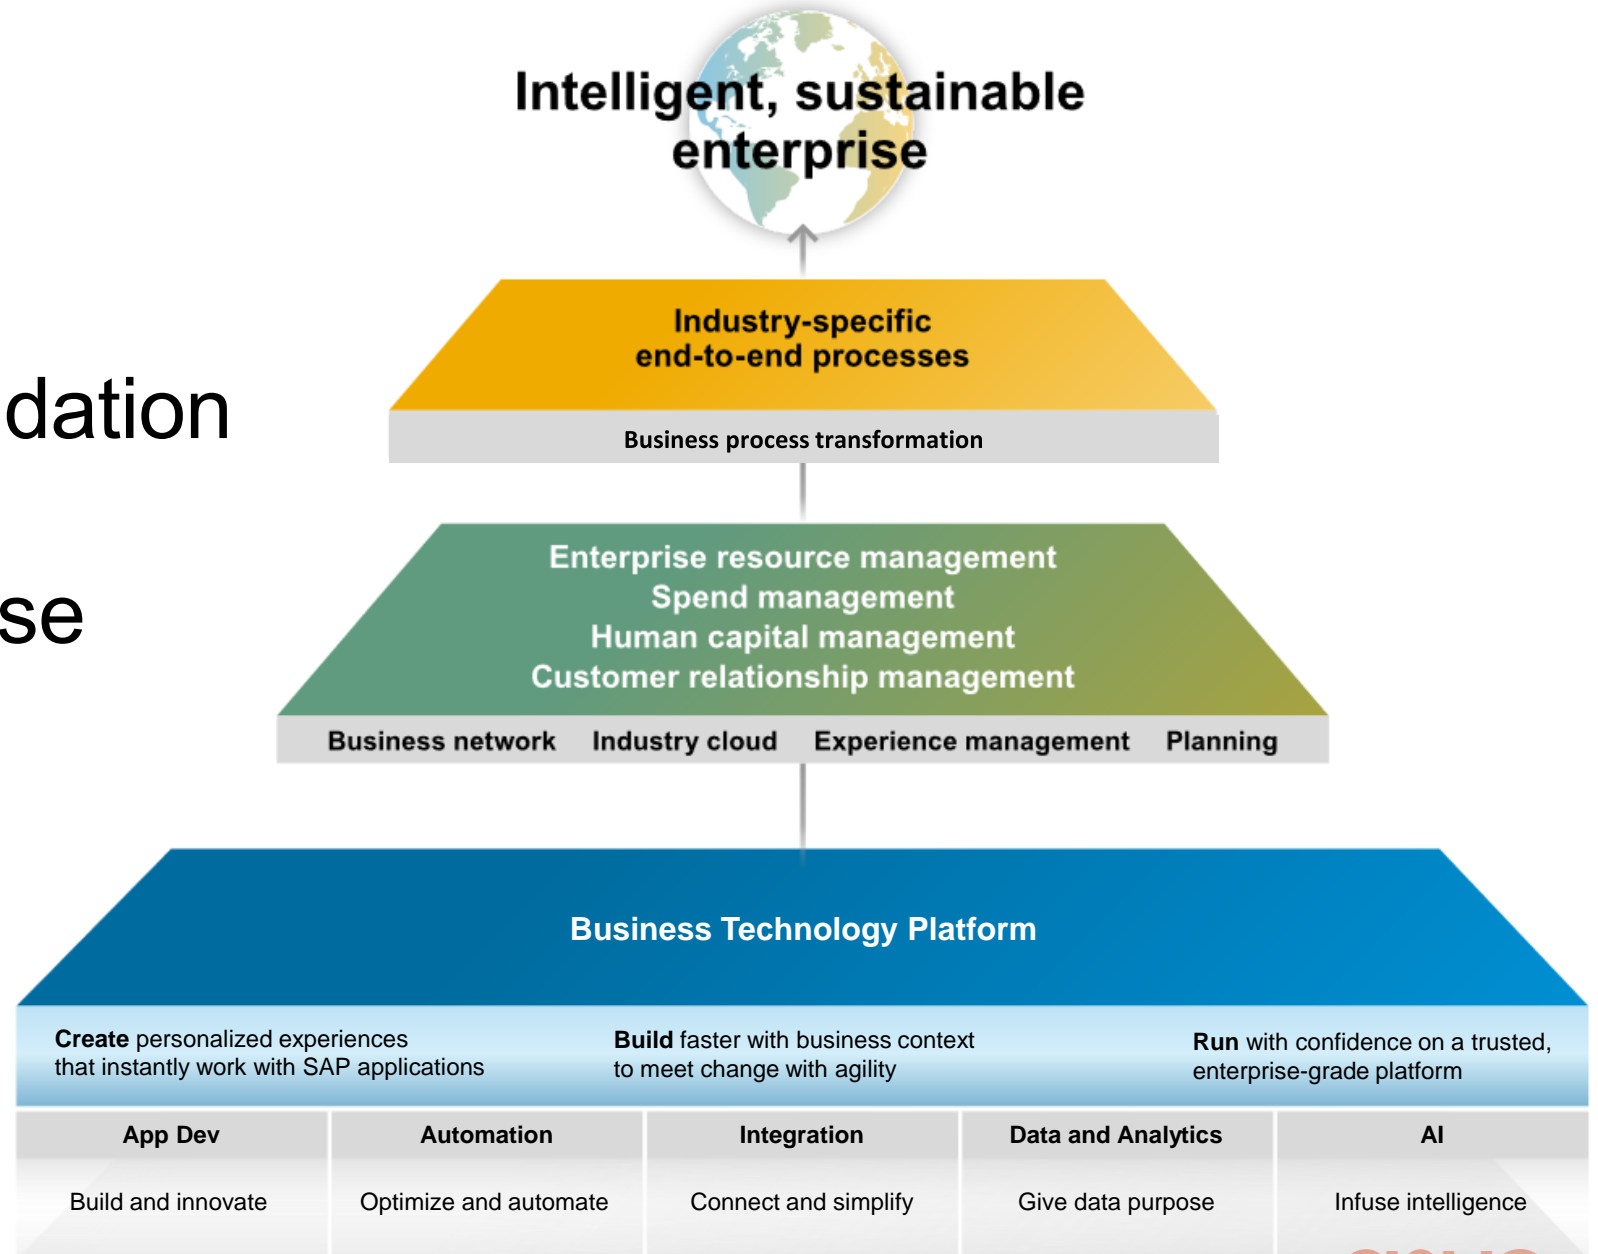 Intelligent, sustainable
enterprise
Industry-specific
end-to-end processes
dation
Business process transformation
se
Enterprise resource management
Spend management
Human capital management
Customer relationship management
Business network Industry cloud Experience management Planning
Business Technology Platform
Create personalized experiences
that instantly work with SAP applications
Build faster with business context
to meet change with agility
Run with confidence on a trusted,
enterprise-grade platform
App Dev Automation Integration Data and Analytics AI
Build and innovate Optimize and automate Connect and simplify Give data purpose Infuse intelligence